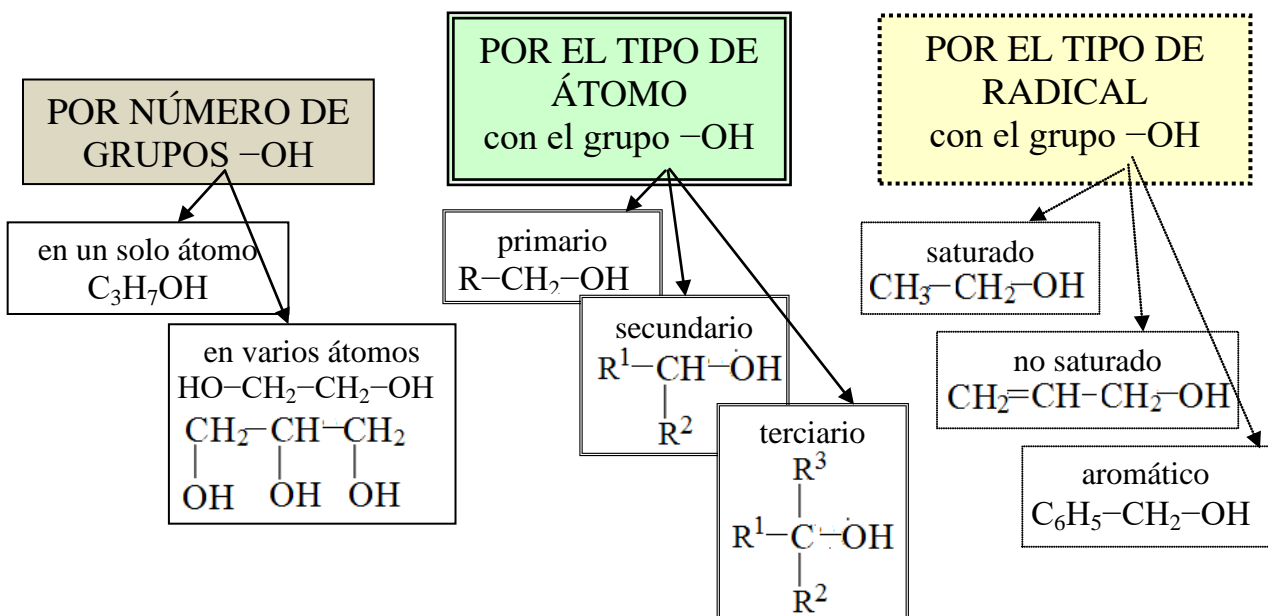 POR NÚMERO DE
GRUPOS −OH
en un solo átomo
C₃H₇OH
en varios átomos
HO−CH₂−CH₂−OH
CH₂−CH−CH₂
OH OH OH
POR EL TIPO DE
ÁTOMO
con el grupo −OH
primario
R−CH₂−OH
secundario
R¹−CH−OH
R²
terciario
R³
R¹−C−OH
R²
POR EL TIPO DE
RADICAL
con el grupo −OH
saturado
CH₃−CH₂−OH
no saturado
CH₂=CH−CH₂−OH
aromático
C₆H₅−CH₂−OH